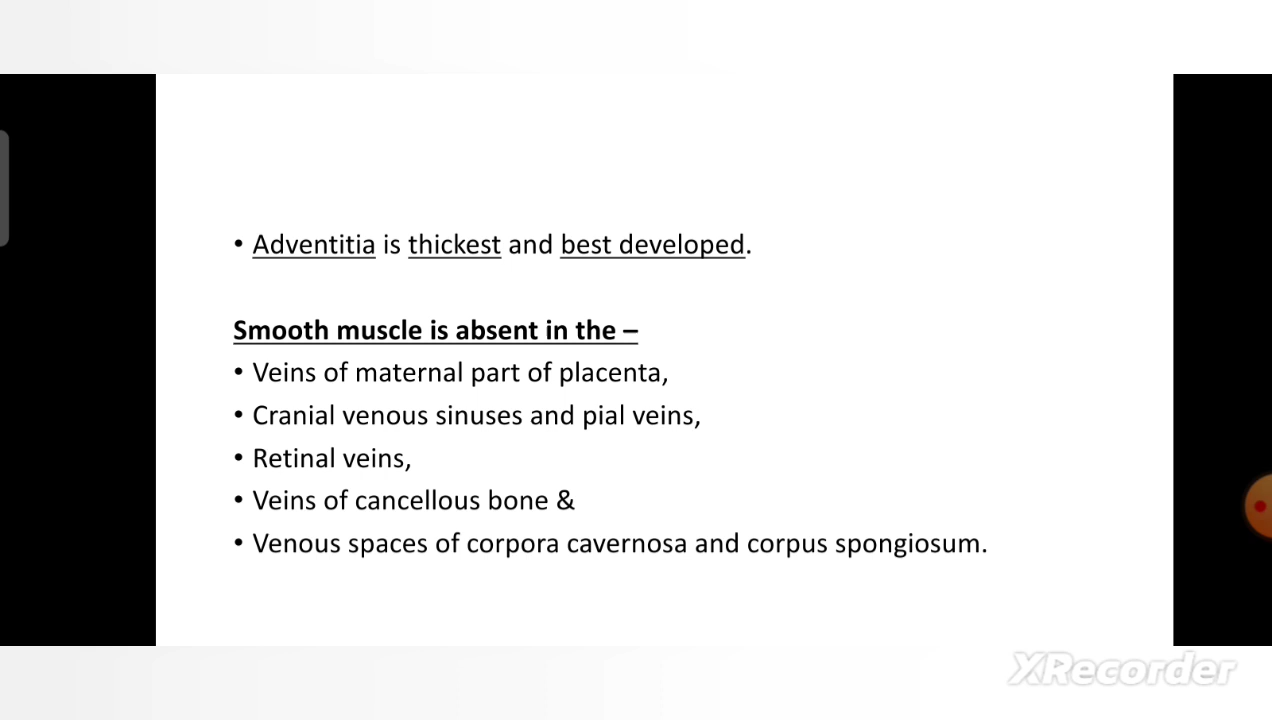 • Adventitia is thickest and best developed.
Smooth muscle is absent in the –
• Veins of maternal part of placenta,
• Cranial venous sinuses and pial veins,
• Retinal veins,
• Veins of cancellous bone &
• Venous spaces of corpora cavernosa and corpus spongiosum.
XRecorder